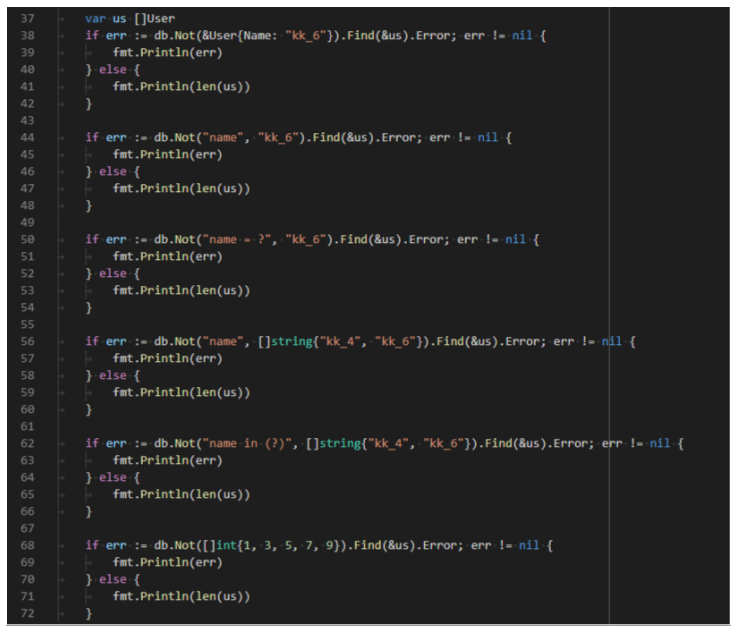 37 var us []User
38 if err := db.Not(&User{Name: "kk_6"}).Find(&us).Error; err != nil {
39 fmt.Println(err)
40 } else {
41 fmt.Println(len(us))
42 }
43
44 if err := db.Not("name", "kk_6").Find(&us).Error; err != nil {
45 fmt.Println(err)
46 } else {
47 fmt.Println(len(us))
48 }
49
50 if err := db.Not("name = ?", "kk_6").Find(&us).Error; err != nil {
51 fmt.Println(err)
52 } else {
53 fmt.Println(len(us))
54 }
55
56 if err := db.Not("name", []string{"kk_4", "kk_6"}).Find(&us).Error; err != nil {
57 fmt.Println(err)
58 } else {
59 fmt.Println(len(us))
60 }
61
62 if err := db.Not("name in (?)", []string{"kk_4", "kk_6"}).Find(&us).Error; err != nil {
63 fmt.Println(err)
64 } else {
65 fmt.Println(len(us))
66 }
67
68 if err := db.Not([]int{1, 3, 5, 7, 9}).Find(&us).Error; err != nil {
69 fmt.Println(err)
70 } else {
71 fmt.Println(len(us))
72 }